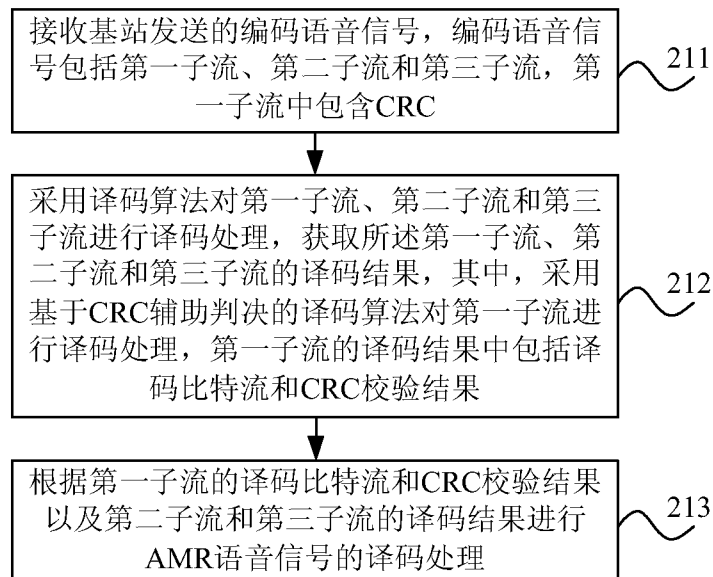 接收基站发送的编码语音信号，编码语音信
号包括第一子流、第二子流和第三子流，第
一子流中包含CRC
211
采用译码算法对第一子流、第二子流和第三
子流进行译码处理，获取所述第一子流、第
二子流和第三子流的译码结果，其中，采用
基于CRC辅助判决的译码算法对第一子流进
行译码处理，第一子流的译码结果中包括译
码比特流和CRC校验结果
212
根据第一子流的译码比特流和CRC校验结果
以及第二子流和第三子流的译码结果进行
AMR语音信号的译码处理
213